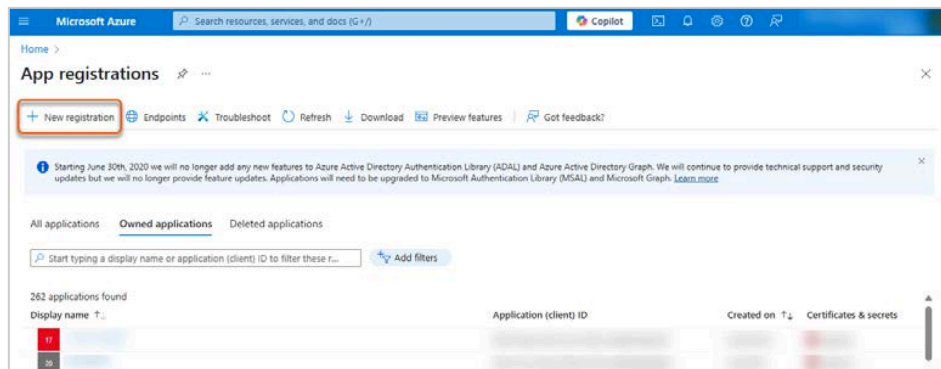 Microsoft Azure
Search resources, services, and docs (G+/)
Copilot
Home >
App registrations
+ New registration
Endpoints
Troubleshoot
Refresh
Download
Preview features
Got feedback?
Starting June 30th, 2020 we will no longer add any new features to Azure Active Directory Authentication Library (ADAL) and Azure Active Directory Graph. We will continue to provide technical support and security
updates but we will no longer provide feature updates. Applications will need to be upgraded to Microsoft Authentication Library (MSAL) and Microsoft Graph. Learn more
All applications
Owned applications
Deleted applications
Start typing a display name or application (client) ID to filter these r...
Add filters
262 applications found
Display name ↑
Application (client) ID
Created on ↑↓
Certificates & secrets
17
20